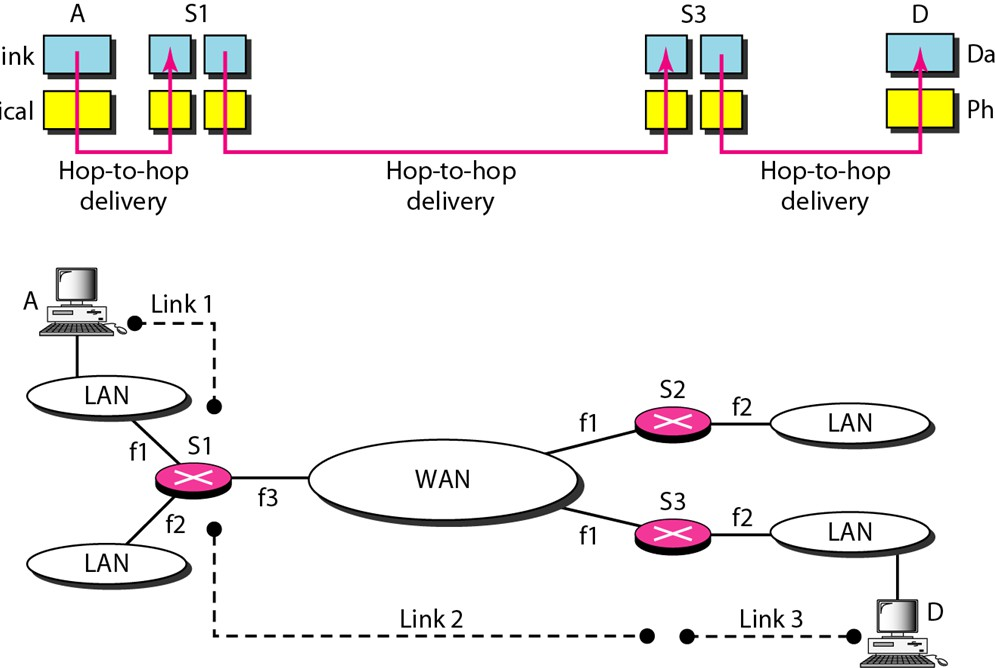 A S1 S3 D
ink Da
ical Ph
Hop-to-hop Hop-to-hop Hop-to-hop
delivery delivery delivery
A Link 1
LAN
S2
f1 f2 LAN
f1 S1
WAN
f3
S3
f2 f1 f2 LAN
LAN
Link 2 Link 3 D